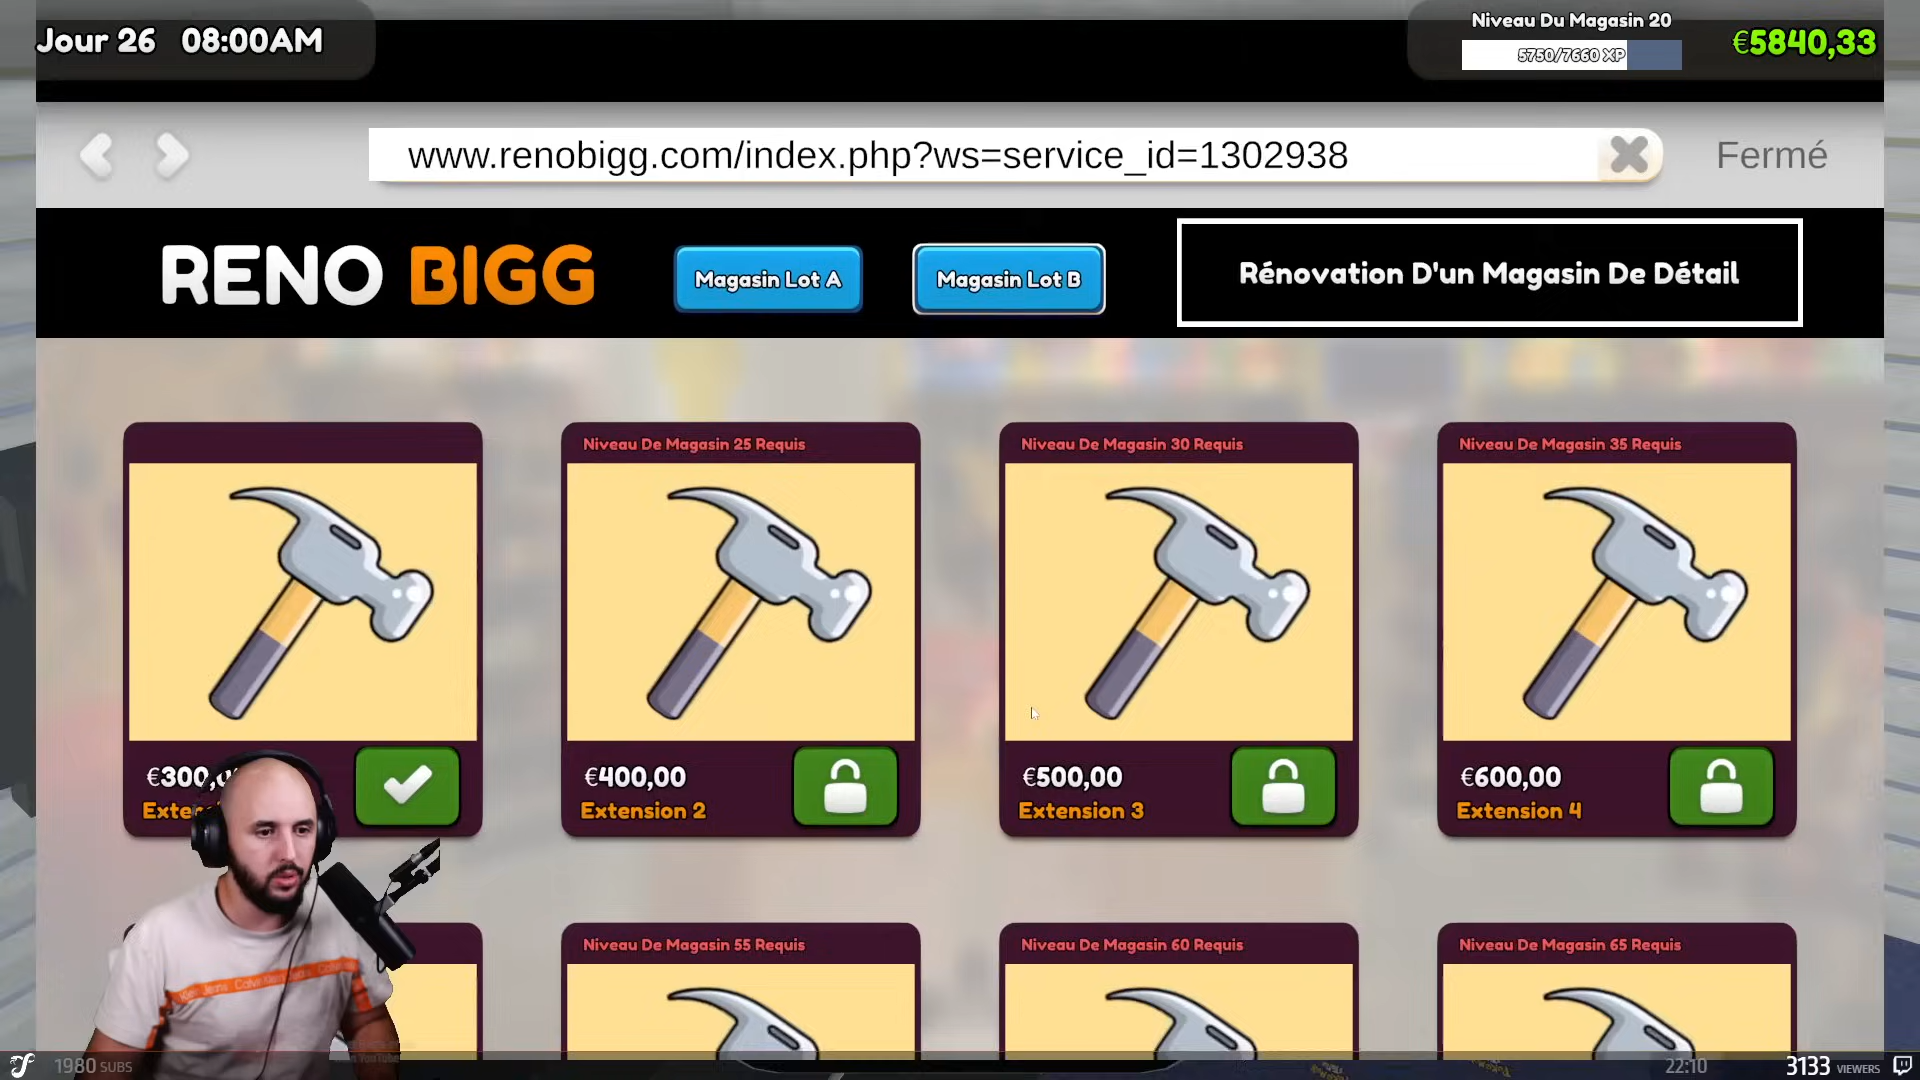 Jour 26 08:00AM
Niveau Du Magasin 20
5750/7660 XP
€5840,33
www.renobigg.com/index.php?ws=service_id=1302938
Fermé
RENO BIGG
Magasin Lot A
Magasin Lot B
Rénovation D'un Magasin De Détail
Niveau De Magasin 25 Requis
Niveau De Magasin 30 Requis
Niveau De Magasin 35 Requis
€400,00
€500,00
€600,00
Extension 2
Extension 3
Extension 4
Niveau De Magasin 55 Requis
Niveau De Magasin 60 Requis
Niveau De Magasin 65 Requis
1980 SUBS
22:10
3133 VIEWERS